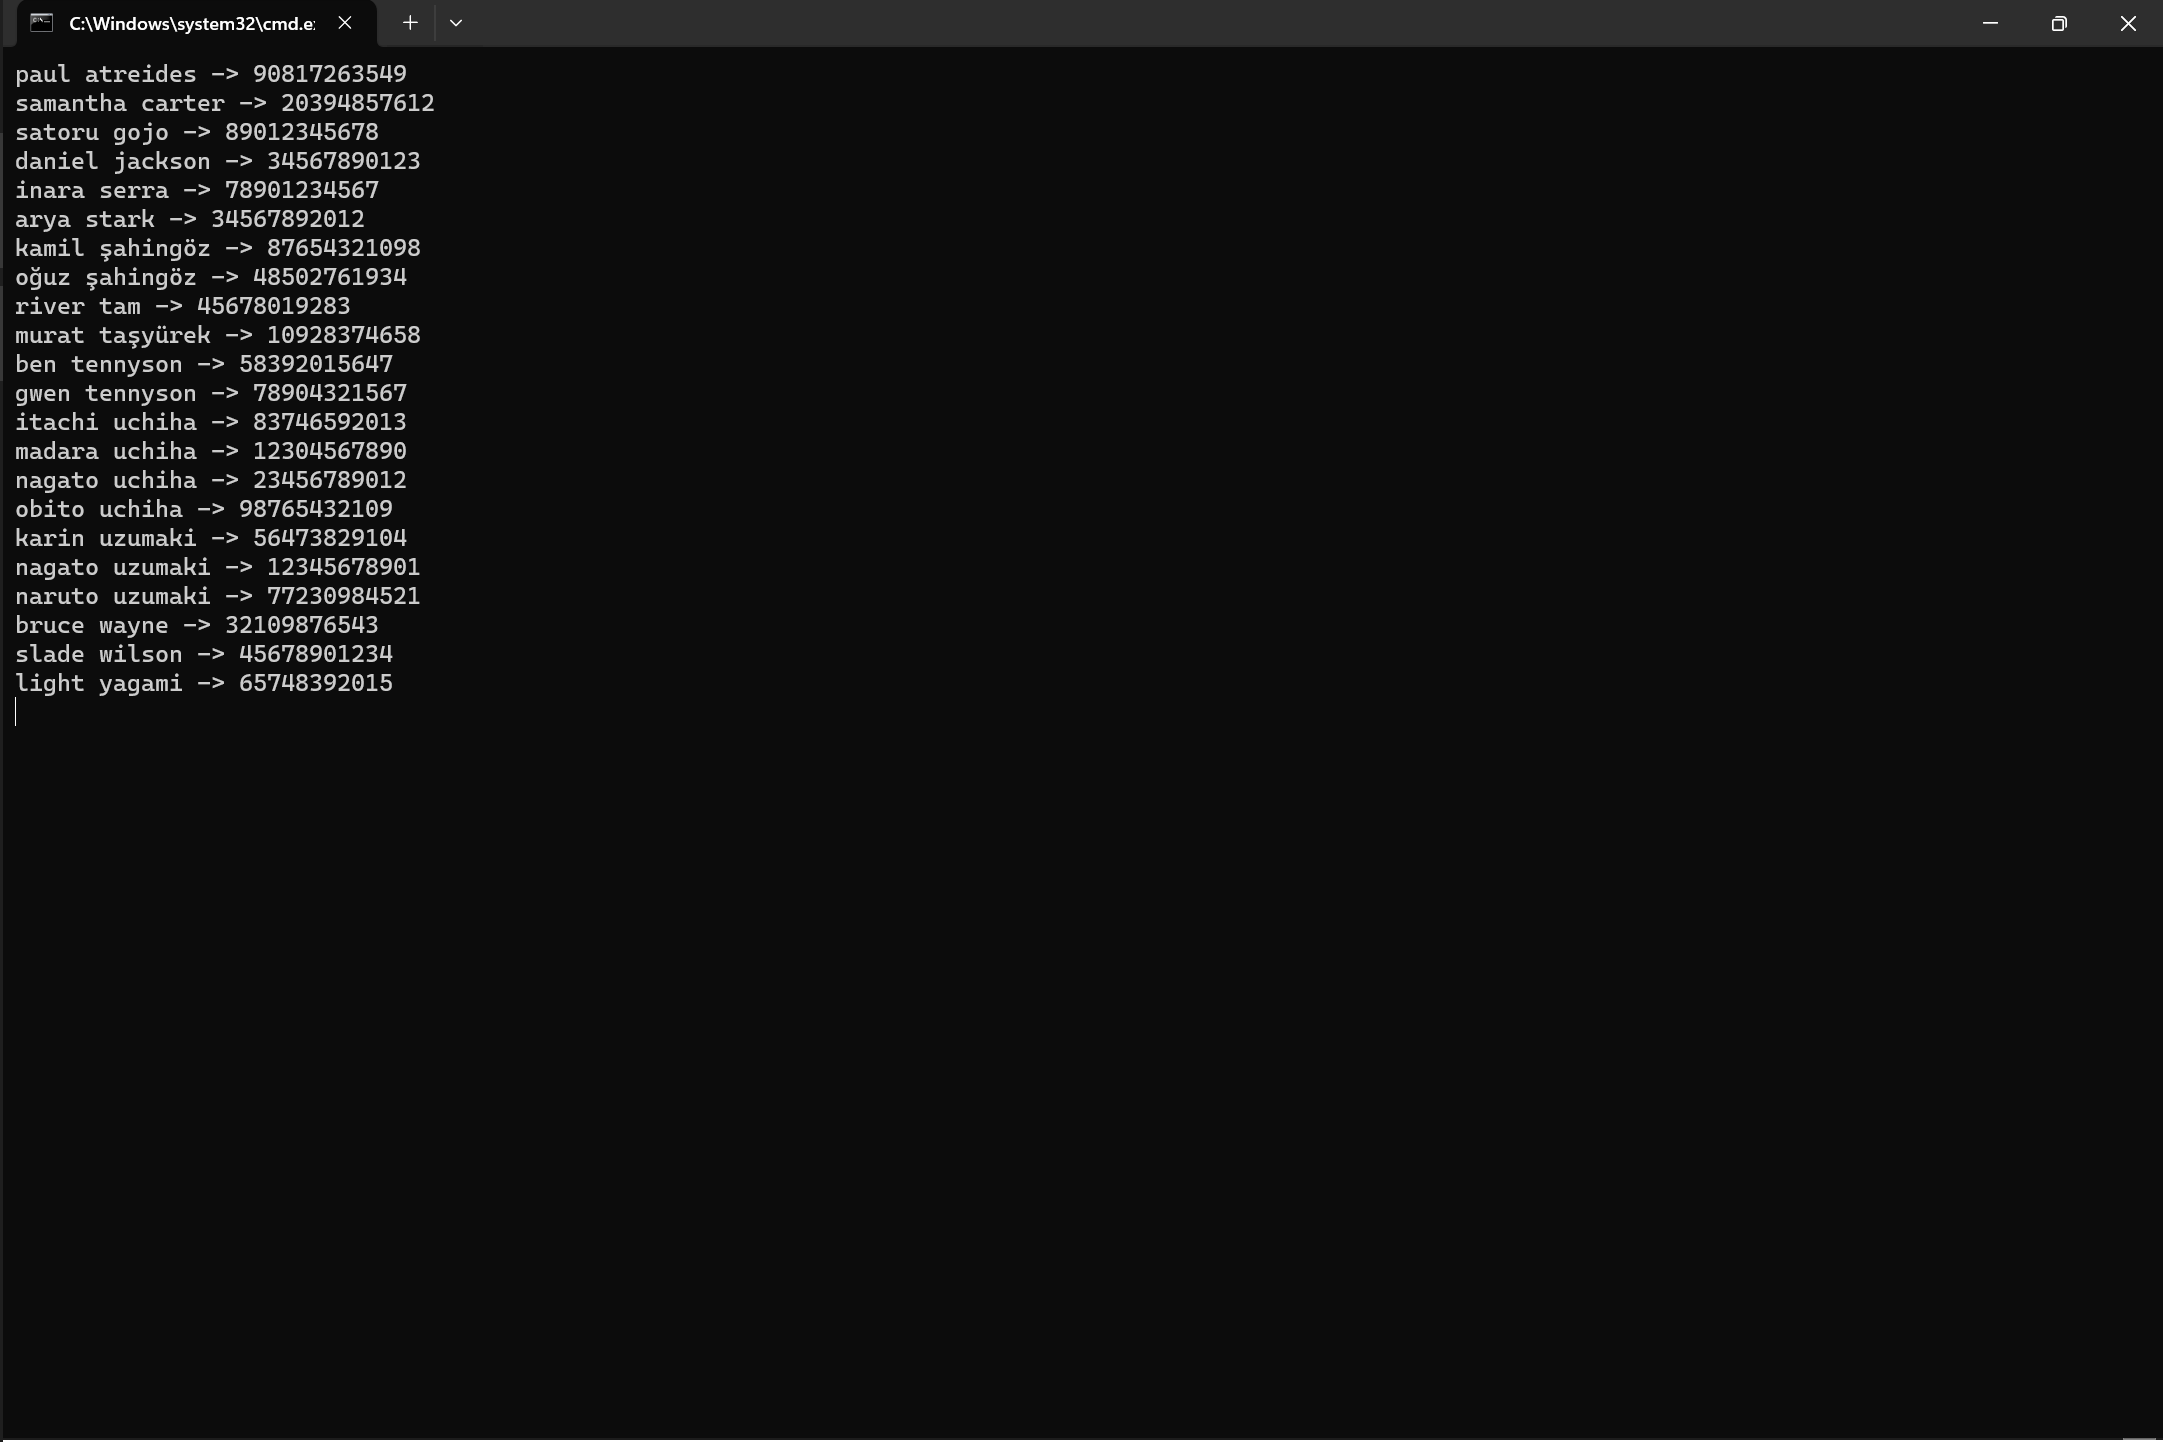 C:\Windows\system32\cmd.e
paul atreides -> 90817263549
samantha carter -> 20394857612
satoru gojo -> 89012345678
daniel jackson -> 34567890123
inara serra -> 78901234567
arya stark -> 34567892012
kamil şahingöz -> 87654321098
oğuz şahingöz -> 48502761934
river tam -> 45678019283
murat taşyürek -> 10928374658
ben tennyson -> 58392015647
gwen tennyson -> 78904321567
itachi uchiha -> 83746592013
madara uchiha -> 12304567890
nagato uchiha -> 23456789012
obito uchiha -> 98765432109
karin uzumaki -> 56473829104
nagato uzumaki -> 12345678901
naruto uzumaki -> 77230984521
bruce wayne -> 32109876543
slade wilson -> 45678901234
light yagami -> 65748392015